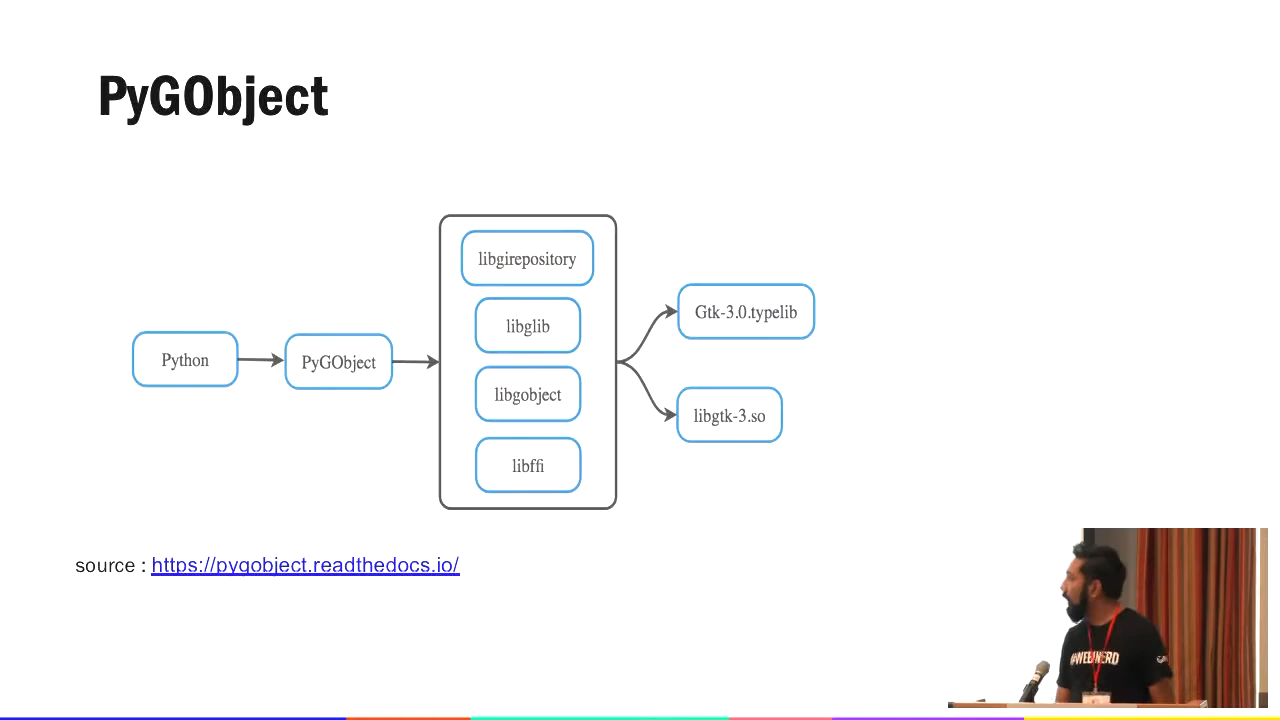 PyGObject
libgirepository
libglib
libgobject
libffi
Python
PyGObject
Gtk-3.0.typelib
libgtk-3.so
source : https://pygobject.readthedocs.io/
#WEBNERD